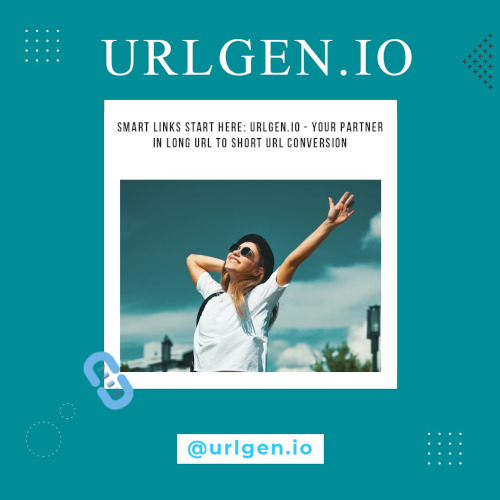 URLGEN.IO
SMART LINKS START HERE: URLGEN.IO - YOUR PARTNER
IN LONG URL TO SHORT URL CONVERSION
@urlgen.io